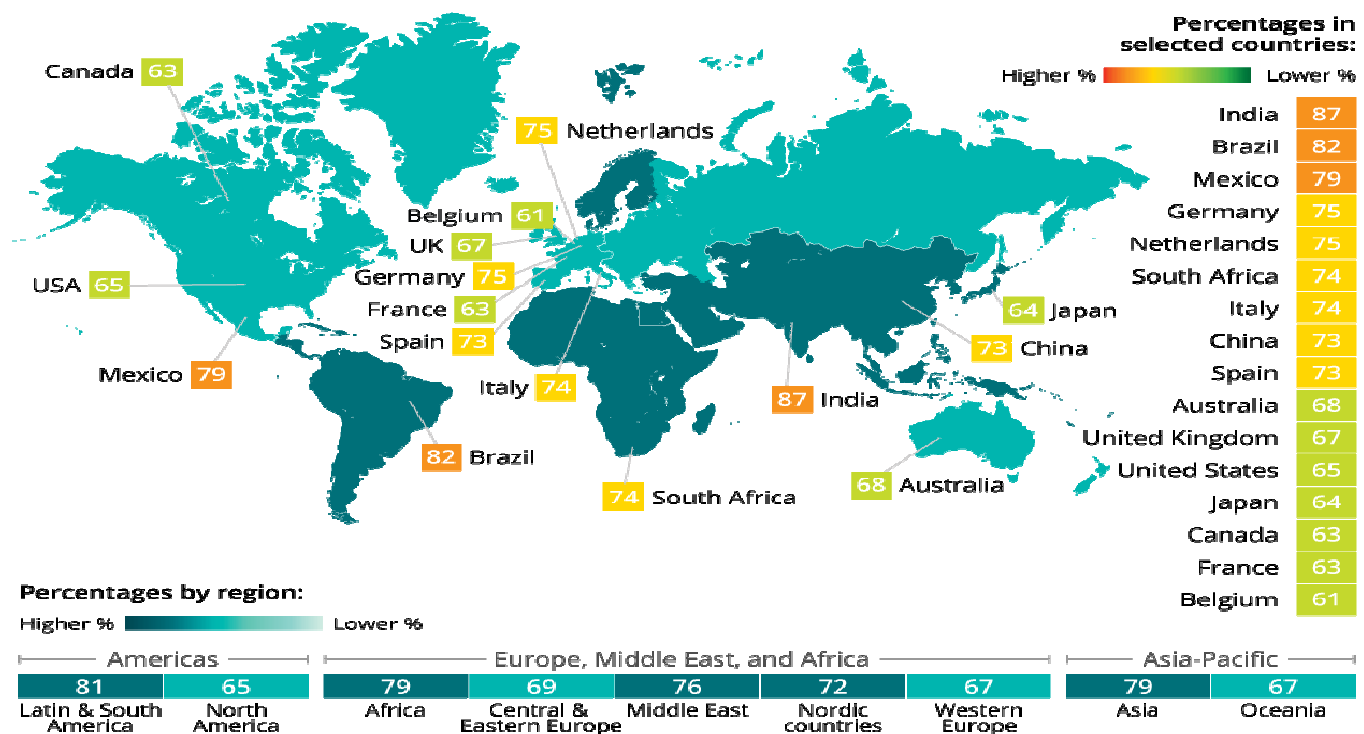 Percentages in
selected countries:
Higher % Lower %
Canada 63
75 Netherlands
Belgium 61
UK 67
Germany 75
USA 65
France 63
Spain 73
Mexico 79
Italy 74
82 Brazil
74 South Africa
87 India
73 China
64 Japan
68 Australia
India 87
Brazil 82
Mexico 79
Germany 75
Netherlands 75
South Africa 74
Italy 74
China 73
Spain 73
Australia 68
United Kingdom 67
United States 65
Japan 64
Canada 63
France 63
Belgium 61
Percentages by region:
Higher % Lower %
Americas
81 65
Latin & South America North America
Europe, Middle East, and Africa
79 69 76 72 67
Africa Central & Eastern Europe Middle East Nordic countries Western Europe
Asia-Pacific
79 67
Asia Oceania